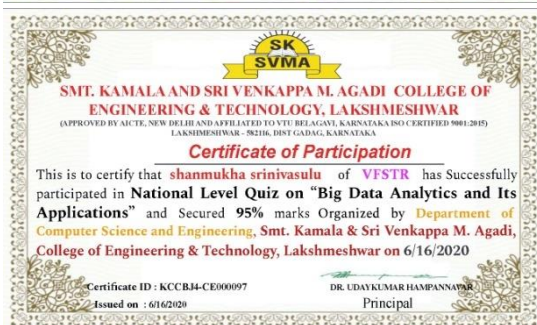 SK
SVMA
SMT. KAMALA AND SRI VENKAPPA M. AGADI COLLEGE OF
ENGINEERING & TECHNOLOGY, LAKSHMESHWAR
(APPROVED BY AICTE, NEW DELHI AND AFFILIATED TO VTU BELAGAVI, KARNATAKA ISO CERTIFIED 9001:2015)
LAKSHMESHWAR - 582116, DIST GADAG, KARNATAKA
Certificate of Participation
This is to certify that shanmukha srinivasulu of VFSTR has Successfully
participated in National Level Quiz on “Big Data Analytics and Its
Applications” and Secured 95% marks Organized by Department of
Computer Science and Engineering, Smt. Kamala & Sri Venkappa M. Agadi,
College of Engineering & Technology, Lakshmeshwar on 6/16/2020
Certificate ID : KCCBJ4-CE000097
DR. UDAYKUMAR HAMPANNAVAR
Issued on : 6/16/2020
Principal